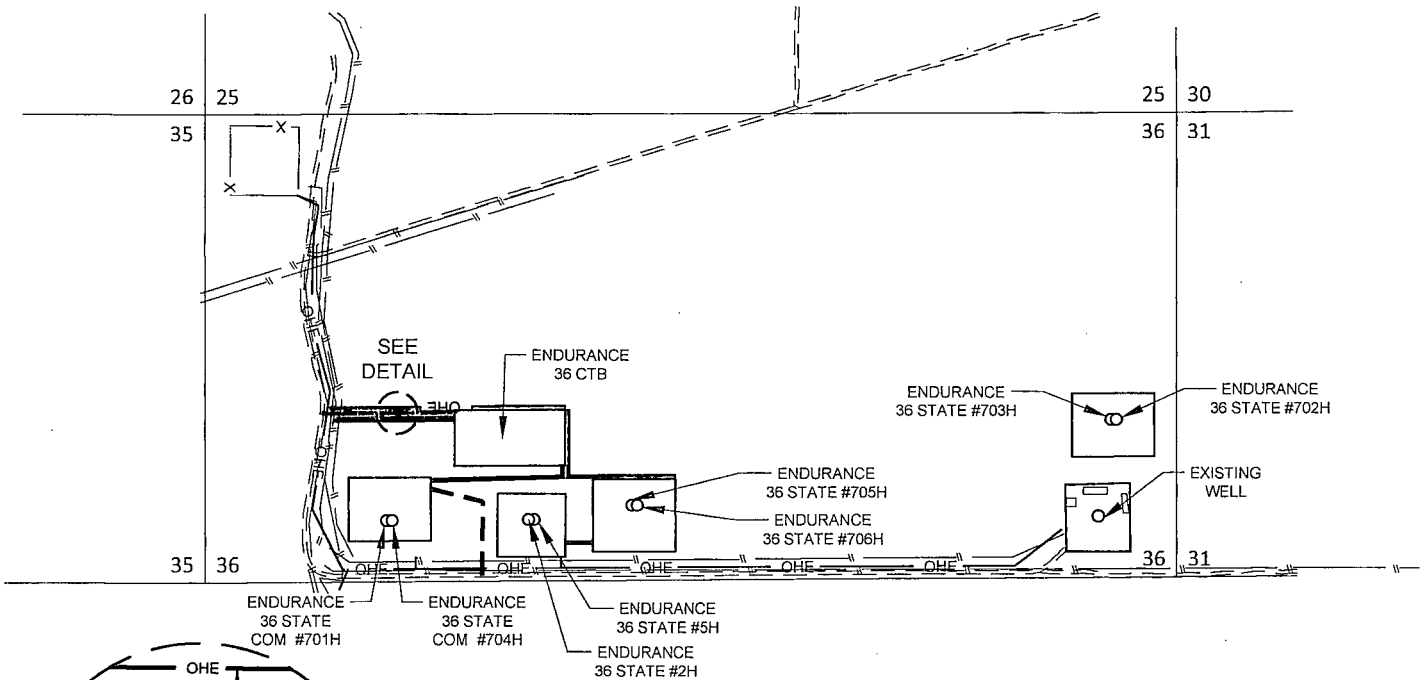 26 25
25 30
35
36 31
X
X
OHE
SEE
DETAIL
ENDURANCE
36 CTB
OHE
ENDURANCE
36 STATE #703H
ENDURANCE
36 STATE #702H
OHE
ENDURANCE
36 STATE #705H
EXISTING
WELL
ENDURANCE
36 STATE #706H
35 36
36 31
OHE
OHE
OHE
OHE
OHE
ENDURANCE
36 STATE
COM #701H
ENDURANCE
36 STATE
COM #704H
ENDURANCE
36 STATE #5H
ENDURANCE
36 STATE #2H
OHE